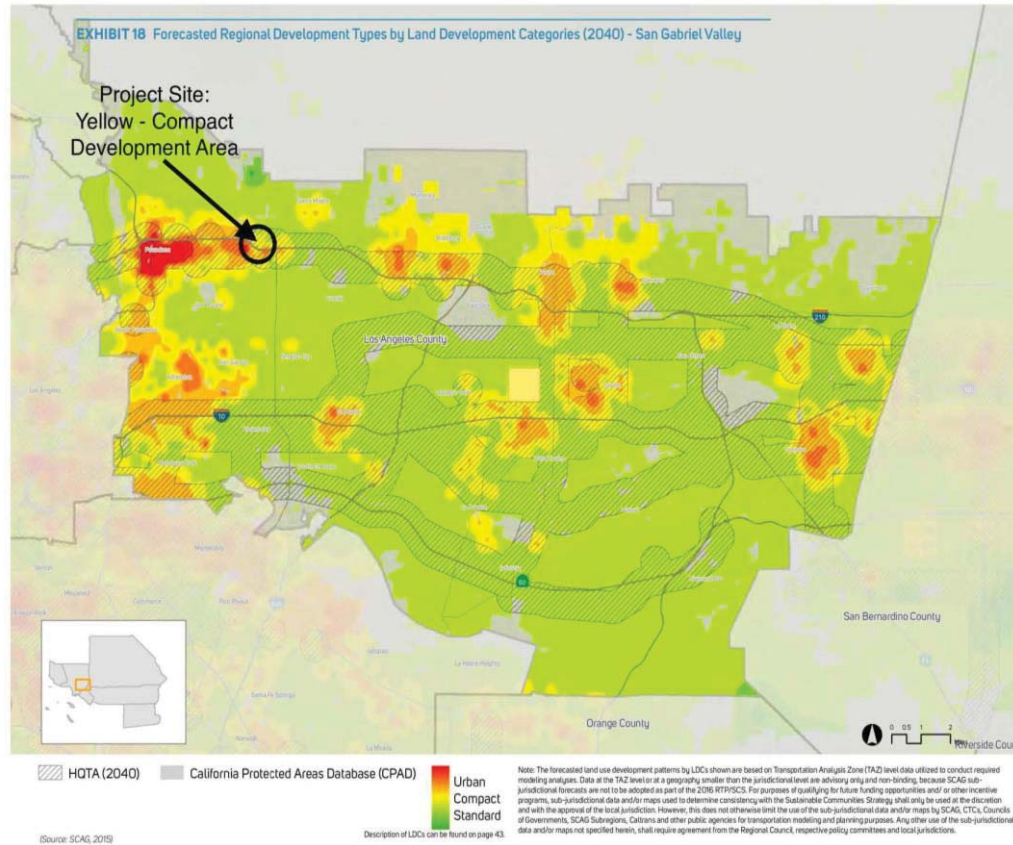 EXHIBIT 18 Forecasted Regional Development Types by Land Development Categories (2040) - San Gabriel Valley
Project Site:
Yellow - Compact
Development Area
Pasadena
Los Angeles County
210
10
60
San Bernardino County
Orange County
Riverside Cou
0 0.5 1 2
HQTA (2040)
California Protected Areas Database (CPAD)
Urban
Compact
Standard
Description of LDCs can be found on page 43.
Note: The forecasted land use development patterns by LDCs shown are based on Transportation Analysis Zone (TAZ) level data utilized to conduct required
modeling analyses. Data at the TAZ level or at a geography smaller than the jurisdictional level are advisory only and non-binding, because SCAG sub-
jurisdictional forecasts are not to be adopted as part of the 2016 RTP/SCS. For purposes of qualifying for future funding opportunities and/ or other incentive
programs, sub-jurisdictional data and/or maps used to determine consistency with the Sustainable Communities Strategy shall only be used at the discretion
and with the approval of the local jurisdiction. However, this does not otherwise limit the use of the sub-jurisdictional data and/or maps by SCAG, CTCs, Councils
of Governments, SCAG Subregions, Caltrans and other public agencies for transportation modeling and planning purposes. Any other use of the sub-jurisdictional
data and/or maps not specified herein, shall require agreement from the Regional Council, respective policy committees and local jurisdictions.
(Source: SCAG, 2015)